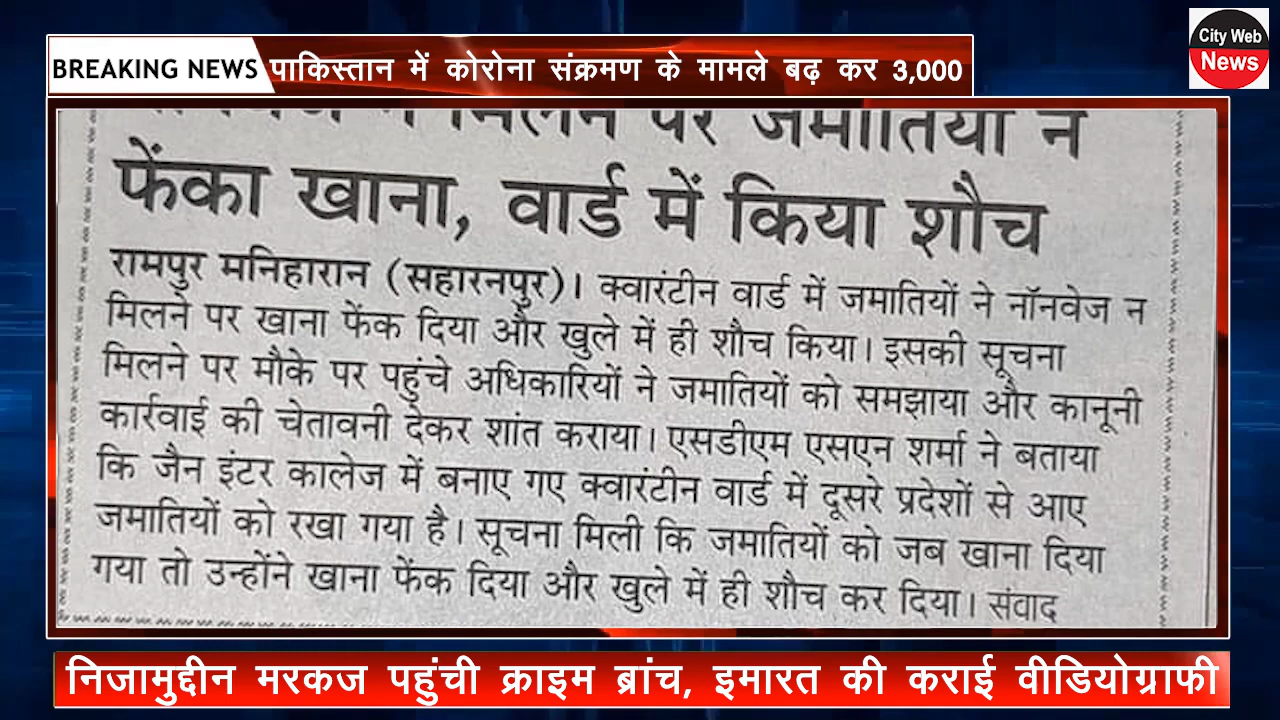 City Web
News
BREAKING NEWS पाकिस्तान में कोरोना संक्रमण के मामले बढ़ कर 3,000
मिलने पर जमातियों ने
फेंका खाना, वार्ड में किया शौच
रामपुर मनिहारान (सहारनपुर)। क्वारंटीन वार्ड में जमातियों ने नॉनवेज न
मिलने पर खाना फेंक दिया और खुले में ही शौच किया। इसकी सूचना
मिलने पर मौके पर पहुंचे अधिकारियों ने जमातियों को समझाया और कानूनी
कार्रवाई की चेतावनी देकर शांत कराया। एसडीएम एसएन शर्मा ने बताया
कि जैन इंटर कालेज में बनाए गए क्वारंटीन वार्ड में दूसरे प्रदेशों से आए
जमातियों को रखा गया है। सूचना मिली कि जमातियों को जब खाना दिया
गया तो उन्होंने खाना फेंक दिया और खुले में ही शौच कर दिया। संवाद
निजामुद्दीन मरकज पहुंची क्राइम ब्रांच, इमारत की कराई वीडियोग्राफी